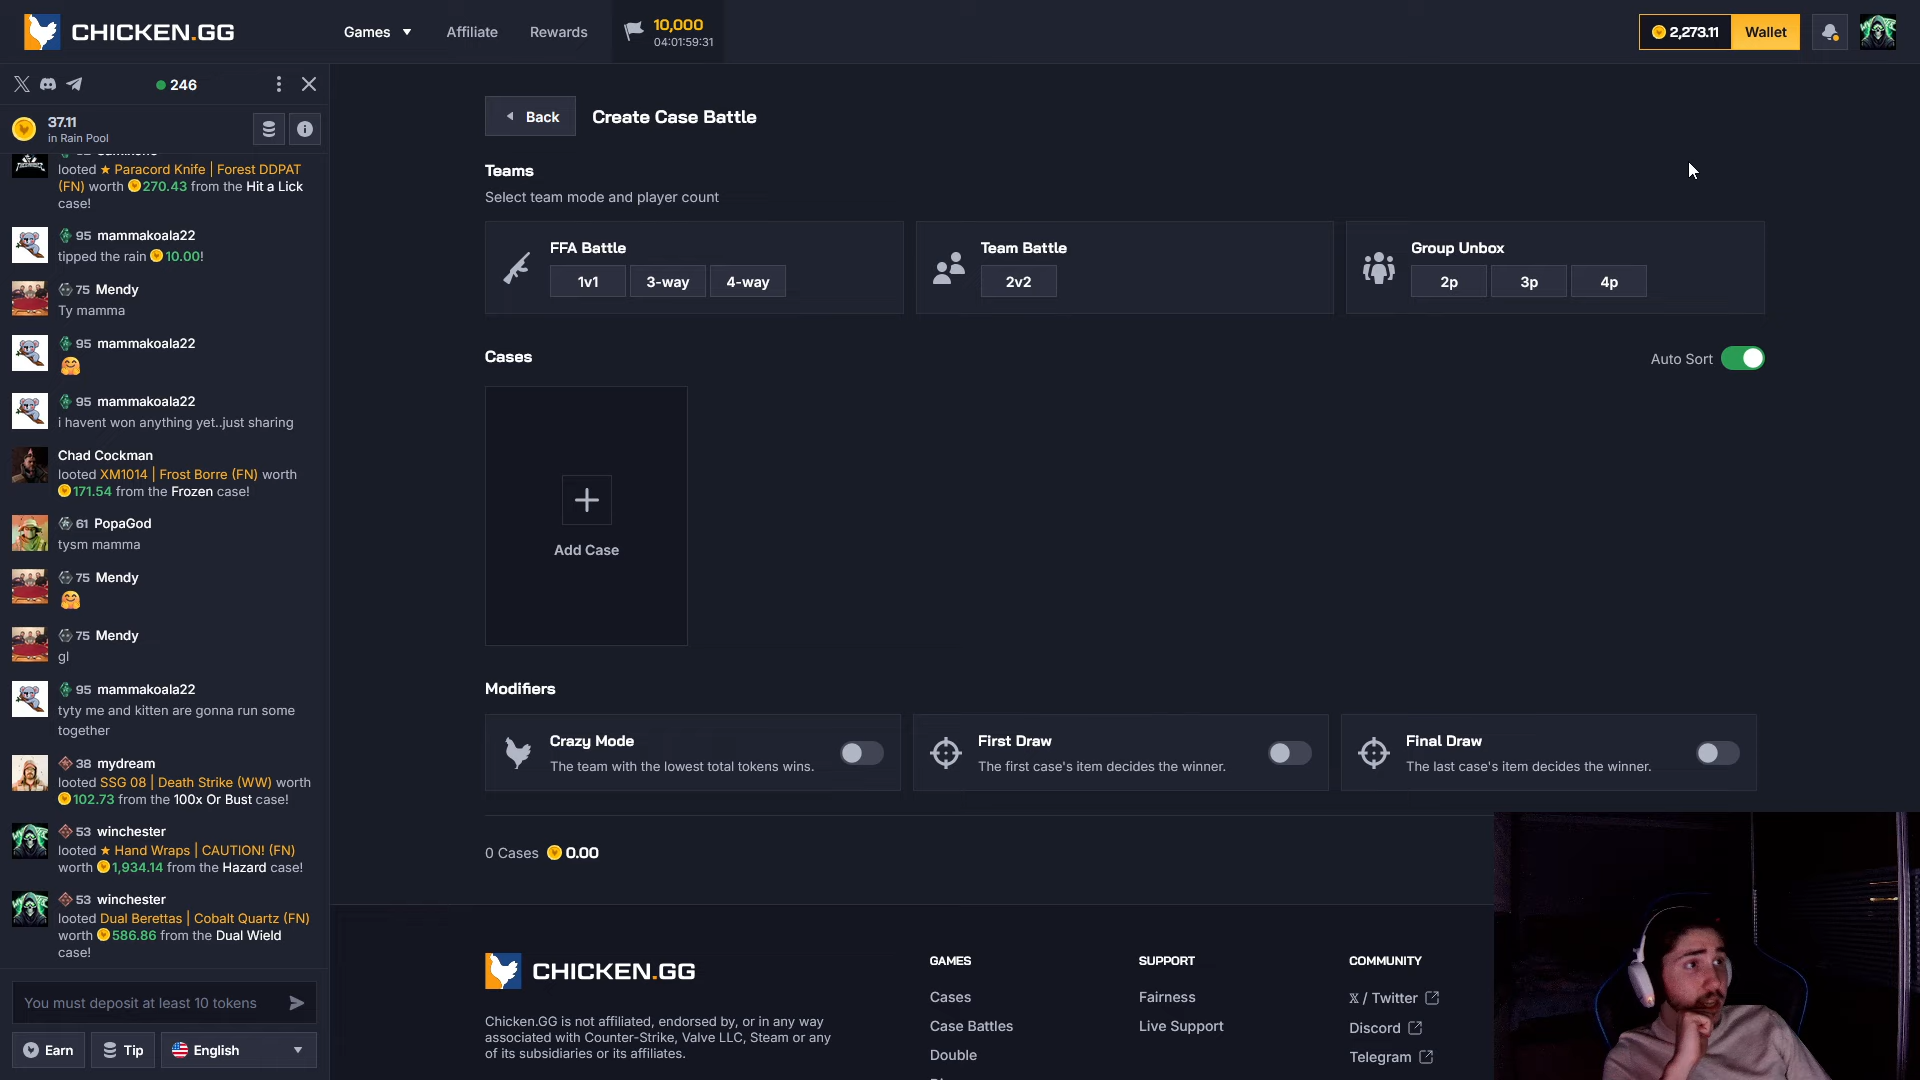 CHICKEN.GG
Games
Affiliate
Rewards
10,000
04:01:59:31
2,273.11
Wallet
246
37.11
in Rain Pool
looted ★ Paracord Knife | Forest DDPAT
(FN) worth 270.43 from the Hit a Lick
case!
95 mammakoala22
tipped the rain 10.00!
75 Mendy
Ty mamma
95 mammakoala22
95 mammakoala22
i havent won anything yet..just sharing
Chad Cockman
looted XM1014 | Frost Borre (FN) worth
171.54 from the Frozen case!
61 PopaGod
tysm mamma
75 Mendy
75 Mendy
gl
95 mammakoala22
tyty me and kitten are gonna run some
together
38 mydream
looted SSG 08 | Death Strike (WW) worth
102.73 from the 100x Or Bust case!
53 winchester
looted ★ Hand Wraps | CAUTION! (FN)
worth 1,934.14 from the Hazard case!
53 winchester
looted Dual Berettas | Cobalt Quartz (FN)
worth 586.86 from the Dual Wield
case!
You must deposit at least 10 tokens
Earn
Tip
English
Back
Create Case Battle
Teams
Select team mode and player count
FFA Battle
1v1
3-way
4-way
Team Battle
2v2
Group Unbox
2p
3p
4p
Cases
Auto Sort
Add Case
Modifiers
Crazy Mode
The team with the lowest total tokens wins.
First Draw
The first case's item decides the winner.
Final Draw
The last case's item decides the winner.
0 Cases 0.00
CHICKEN.GG
Chicken.GG is not affiliated, endorsed by, or in any way
associated with Counter-Strike, Valve LLC, Steam or any
of its subsidiaries or its affiliates.
GAMES
Cases
Case Battles
Double
SUPPORT
Fairness
Live Support
COMMUNITY
X / Twitter
Discord
Telegram